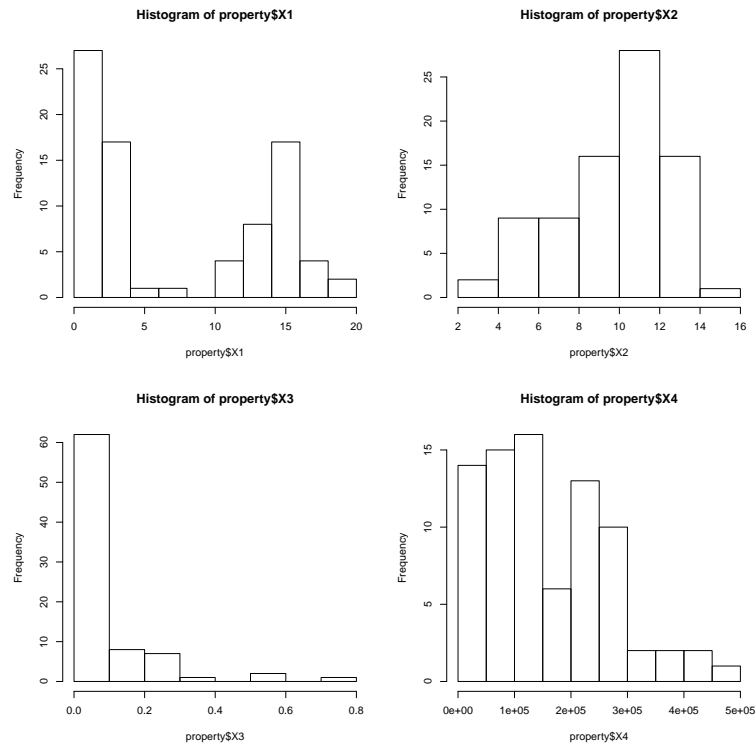 Histogram of property$X1
Frequency
0 5 10 15 20 25
0 5 10 15 20
property$X1
Histogram of property$X2
Frequency
0 5 10 15 20 25
2 4 6 8 10 12 14 16
property$X2
Histogram of property$X3
Frequency
0 10 20 30 40 50 60
0.0 0.2 0.4 0.6 0.8
property$X3
Histogram of property$X4
Frequency
0 5 10 15
0e+00 1e+05 2e+05 3e+05 4e+05 5e+05
property$X4